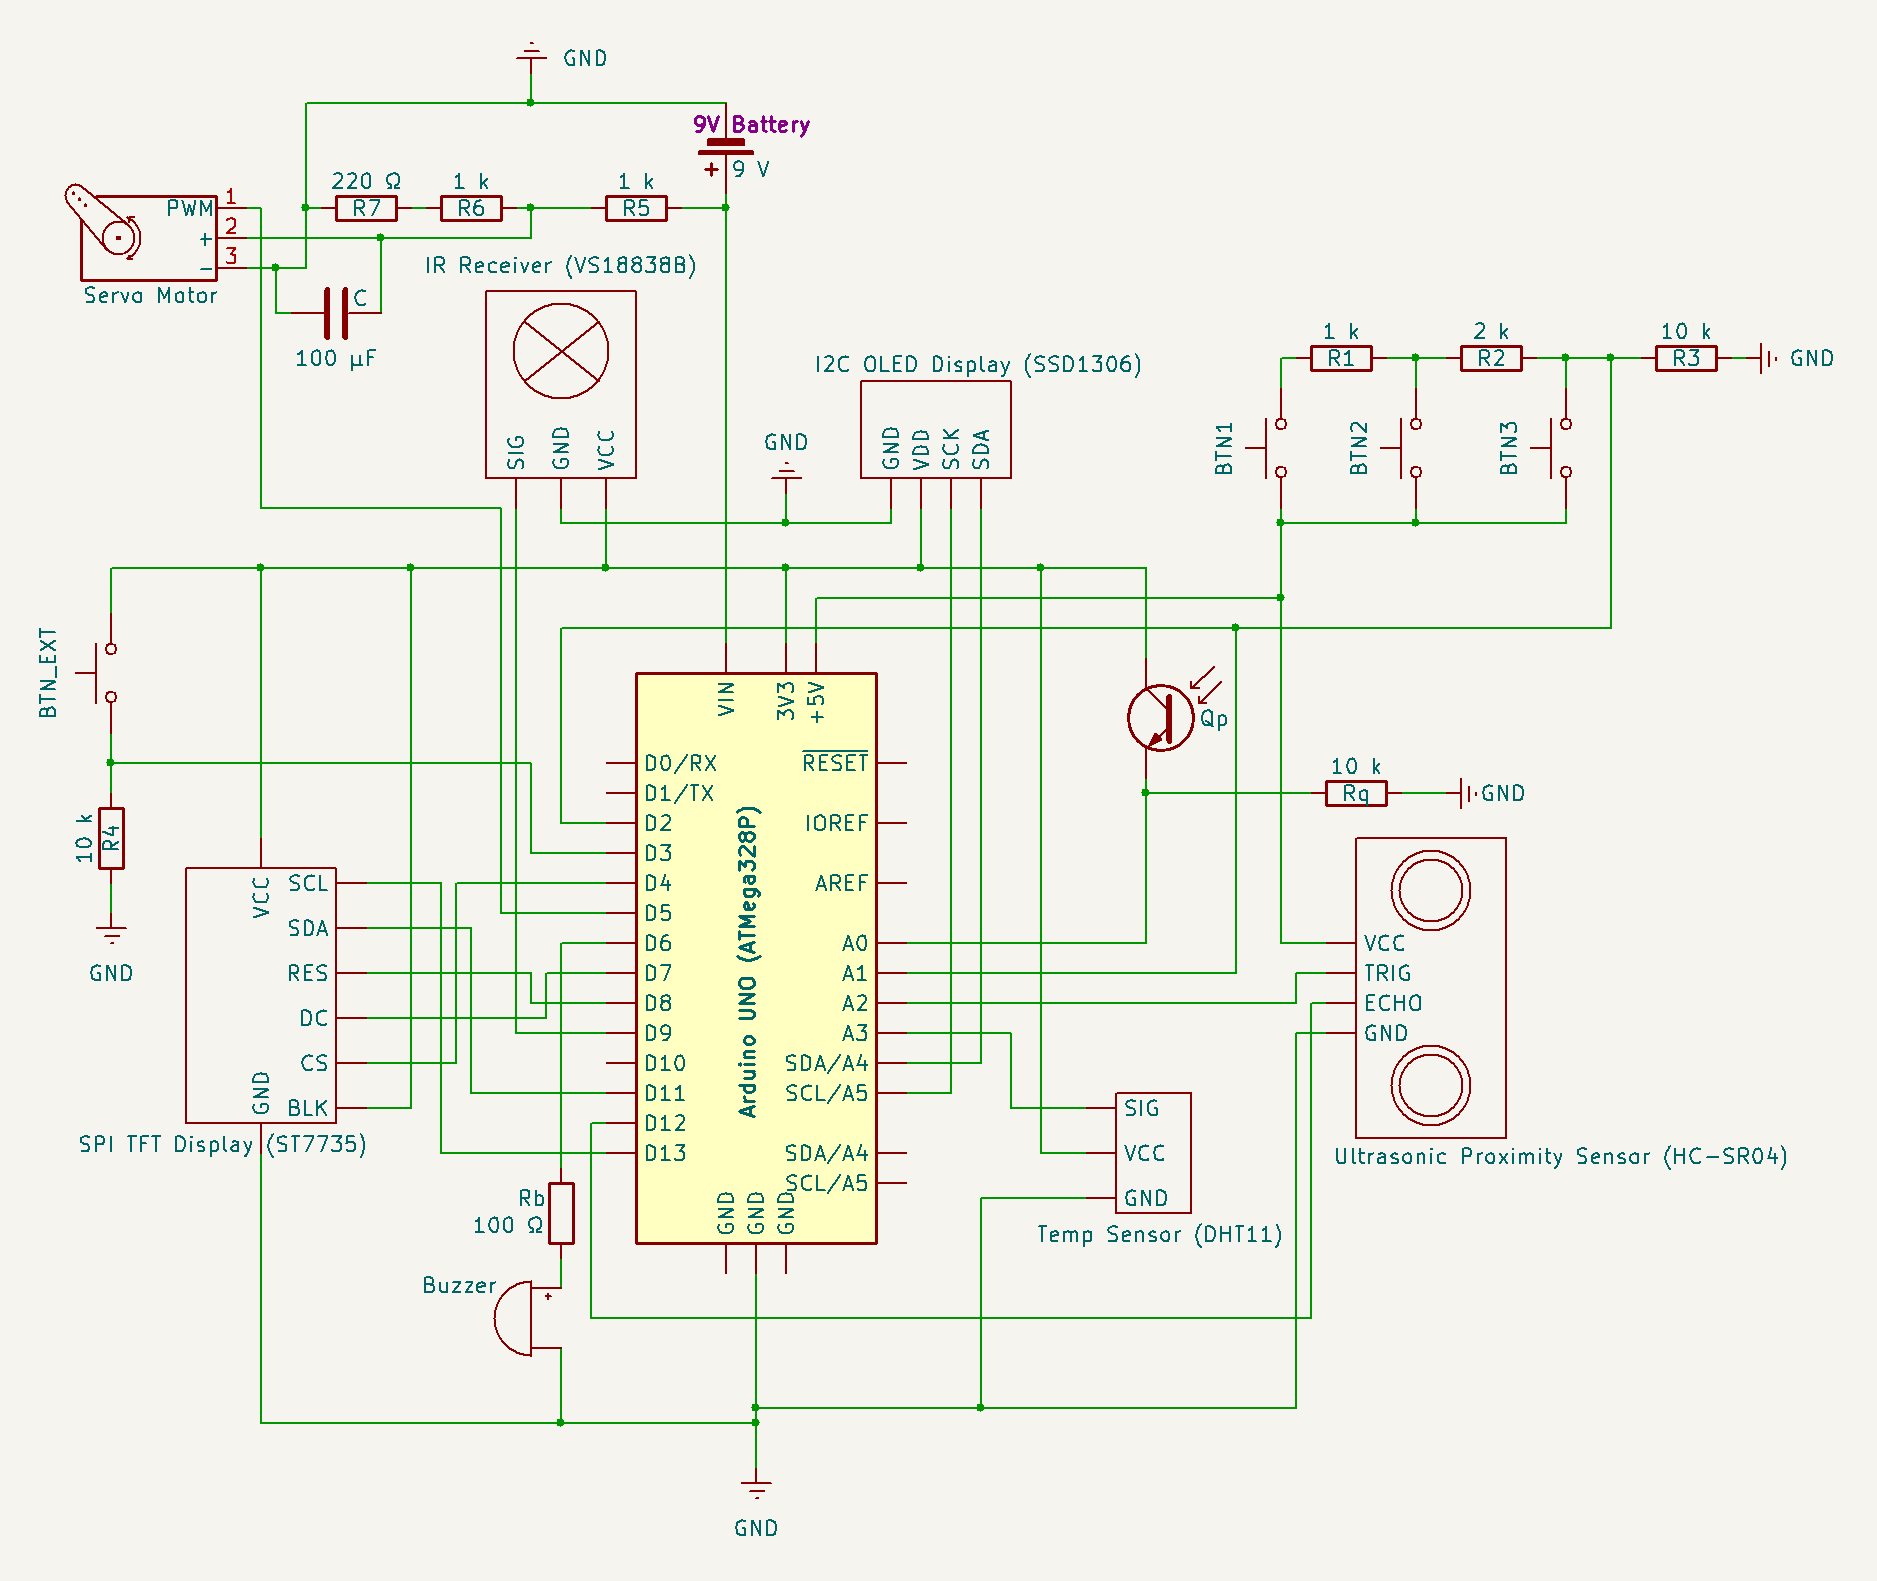 GND
9V Battery
+ 9 V
220 Ω
1 k
1 k
R7
R6
R5
PWM
1
+
2
−
3
Servo Motor
C
100 µF
IR Receiver (VS18838B)
SIG
GND
VCC
I2C OLED Display (SSD1306)
GND
VDD
SCK
SDA
GND
1 k
2 k
10 k
R1
R2
R3
GND
BTN1
BTN2
BTN3
BTN_EXT
10 k
R4
GND
VCC
SCL
SDA
RES
DC
CS
BLK
GND
SPI TFT Display (ST7735)
VIN
3V3
+5V
D0/RX
D1/TX
D2
D3
D4
D5
D6
D7
D8
D9
D10
D11
D12
D13
Arduino UNO (ATMega328P)
RESET
IOREF
AREF
A0
A1
A2
A3
SDA/A4
SCL/A5
SDA/A4
SCL/A5
GND
GND
GND
Qp
10 k
Rq
GND
VCC
TRIG
ECHO
GND
Ultrasonic Proximity Sensor (HC-SR04)
SIG
VCC
GND
Temp Sensor (DHT11)
Rb
100 Ω
Buzzer
+
GND